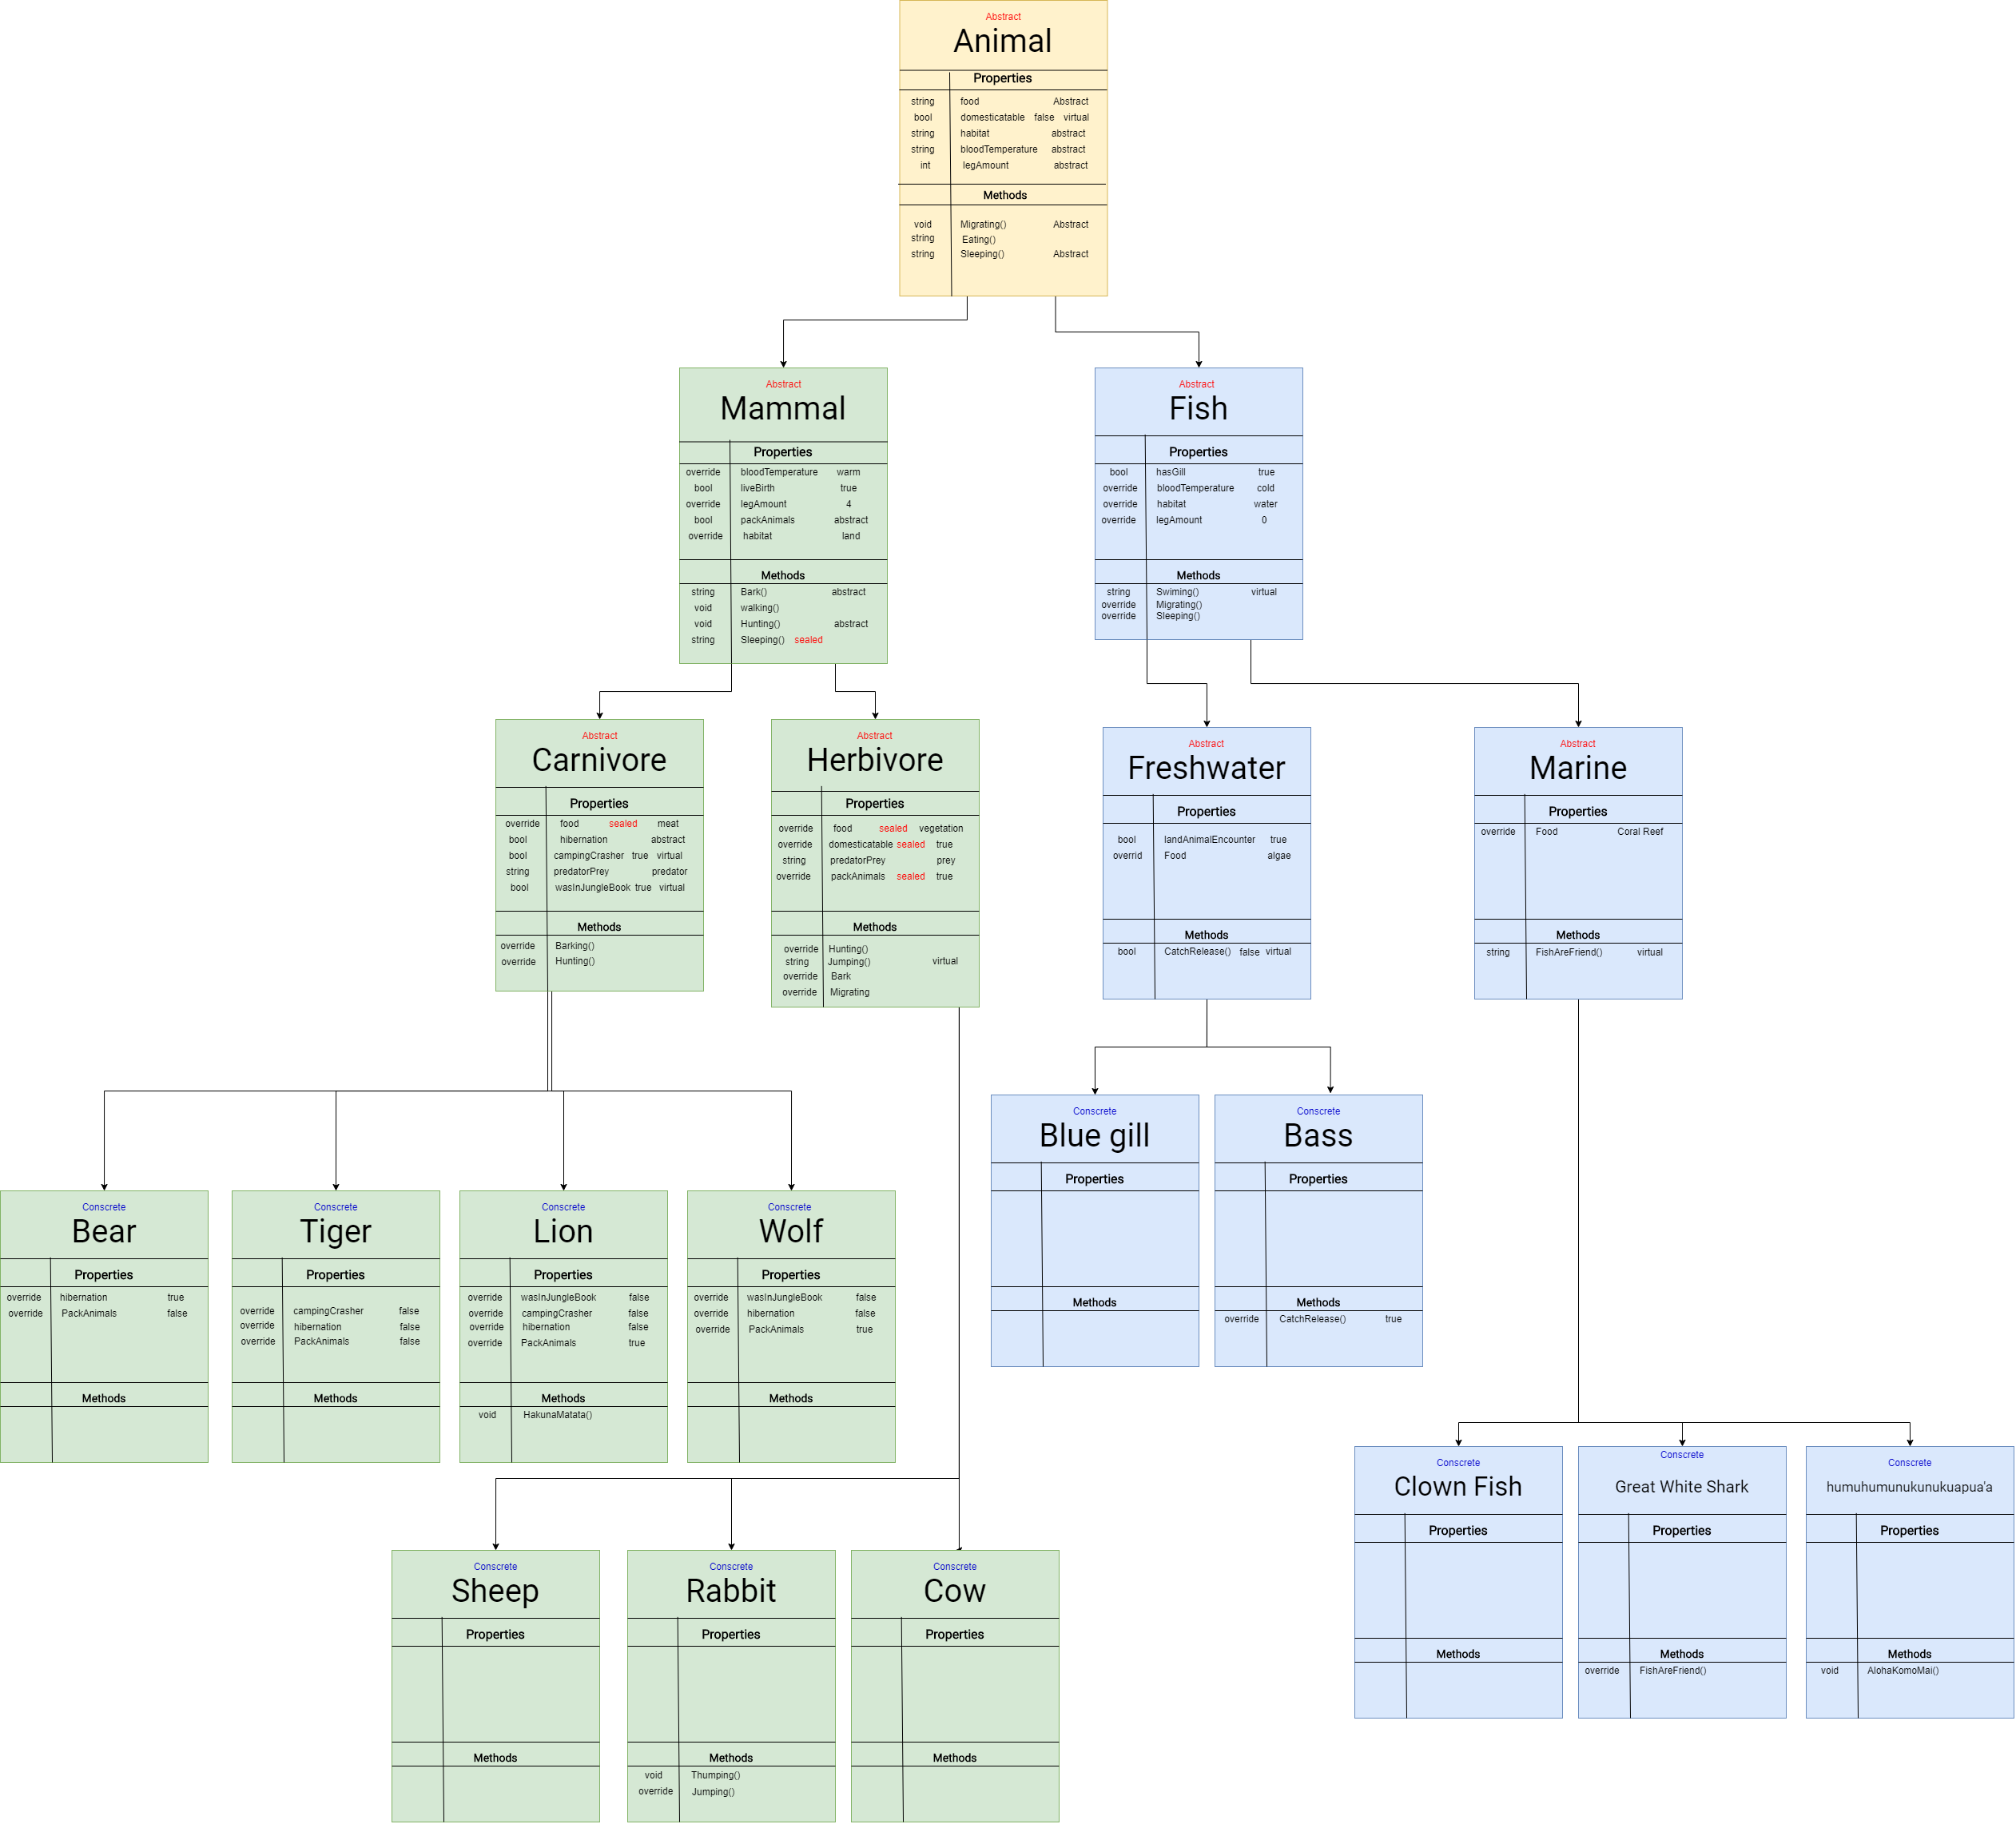 Abstract
Animal
Properties
string food Abstract
bool domesticatable false virtual
string habitat abstract
string bloodTemperature abstract
int legAmount abstract
Methods
void Migrating() Abstract
string Eating()
string Sleeping() Abstract
Abstract
Mammal
Properties
override bloodTemperature warm
bool liveBirth true
override legAmount 4
bool packAnimals abstract
override habitat land
Methods
string Bark() abstract
void walking()
void Hunting() abstract
string Sleeping() sealed
Abstract
Fish
Properties
bool hasGill true
override bloodTemperature cold
override habitat water
override legAmount 0
Methods
string Swiming() virtual
override Migrating()
override Sleeping()
Abstract
Carnivore
Properties
override food sealed meat
bool hibernation abstract
bool campingCrasher true virtual
string predatorPrey predator
bool wasInJungleBook true virtual
Methods
override Barking()
override Hunting()
Abstract
Herbivore
Properties
override food sealed vegetation
override domesticatable sealed true
string predatorPrey prey
override packAnimals sealed true
Methods
override Hunting()
string Jumping() virtual
override Bark
override Migrating
Abstract
Freshwater
Properties
bool landAnimalEncounter true
overrid Food algae
Methods
bool CatchRelease() false virtual
Abstract
Marine
Properties
override Food Coral Reef
Methods
string FishAreFriend() virtual
Conscrete
Blue gill
Properties
Methods
Conscrete
Bass
Properties
Methods
override CatchRelease() true
Conscrete
Bear
Properties
override hibernation true
override PackAnimals false
Methods
Conscrete
Tiger
Properties
override campingCrasher false
override hibernation false
override PackAnimals false
Methods
Conscrete
Lion
Properties
override wasInJungleBook false
override campingCrasher false
override hibernation false
override PackAnimals true
Methods
void HakunaMatata()
Conscrete
Wolf
Properties
override wasInJungleBook false
override hibernation false
override PackAnimals true
Methods
Conscrete
Clown Fish
Properties
Methods
Conscrete
Great White Shark
Properties
Methods
override FishAreFriend()
Conscrete
humuhumunukunukuapua'a
Properties
Methods
void AlohaKomoMai()
Conscrete
Sheep
Properties
Methods
Conscrete
Rabbit
Properties
Methods
void Thumping()
override Jumping()
Conscrete
Cow
Properties
Methods